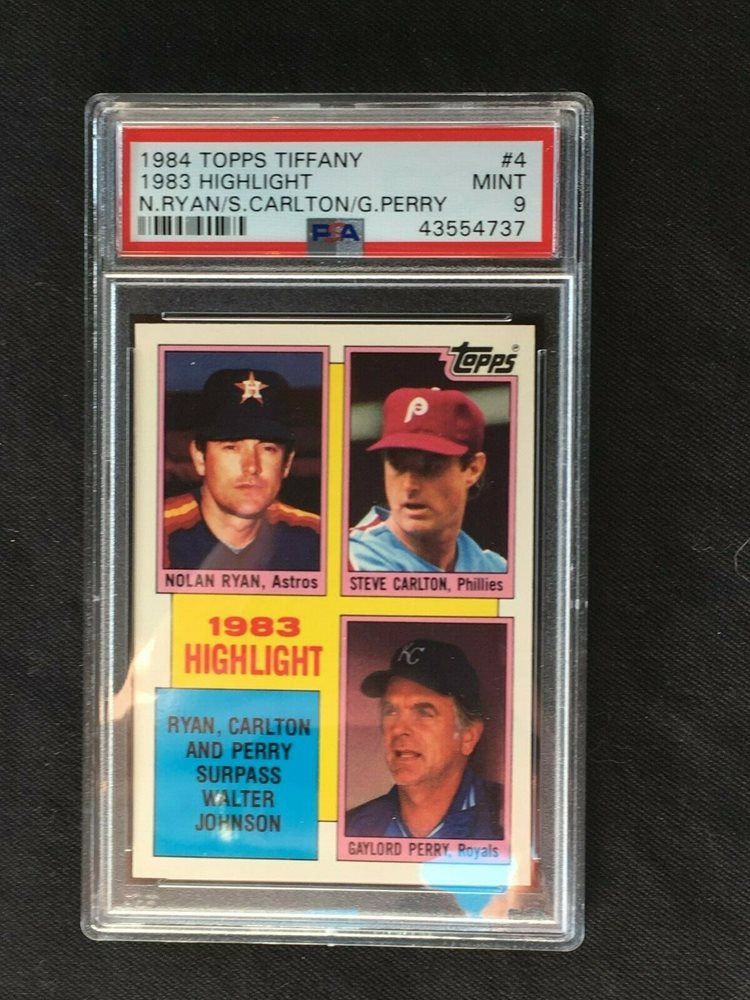 1984 TOPPS TIFFANY #4
1983 HIGHLIGHT MINT
N.RYAN/S.CARLTON/G.PERRY 9
PSA 43554737
TOPPS
H
P
NOLAN RYAN, Astros
STEVE CARLTON, Phillies
1983
HIGHLIGHT
KC
RYAN, CARLTON
AND PERRY
SURPASS
WALTER
JOHNSON
GAYLORD PERRY, Royals